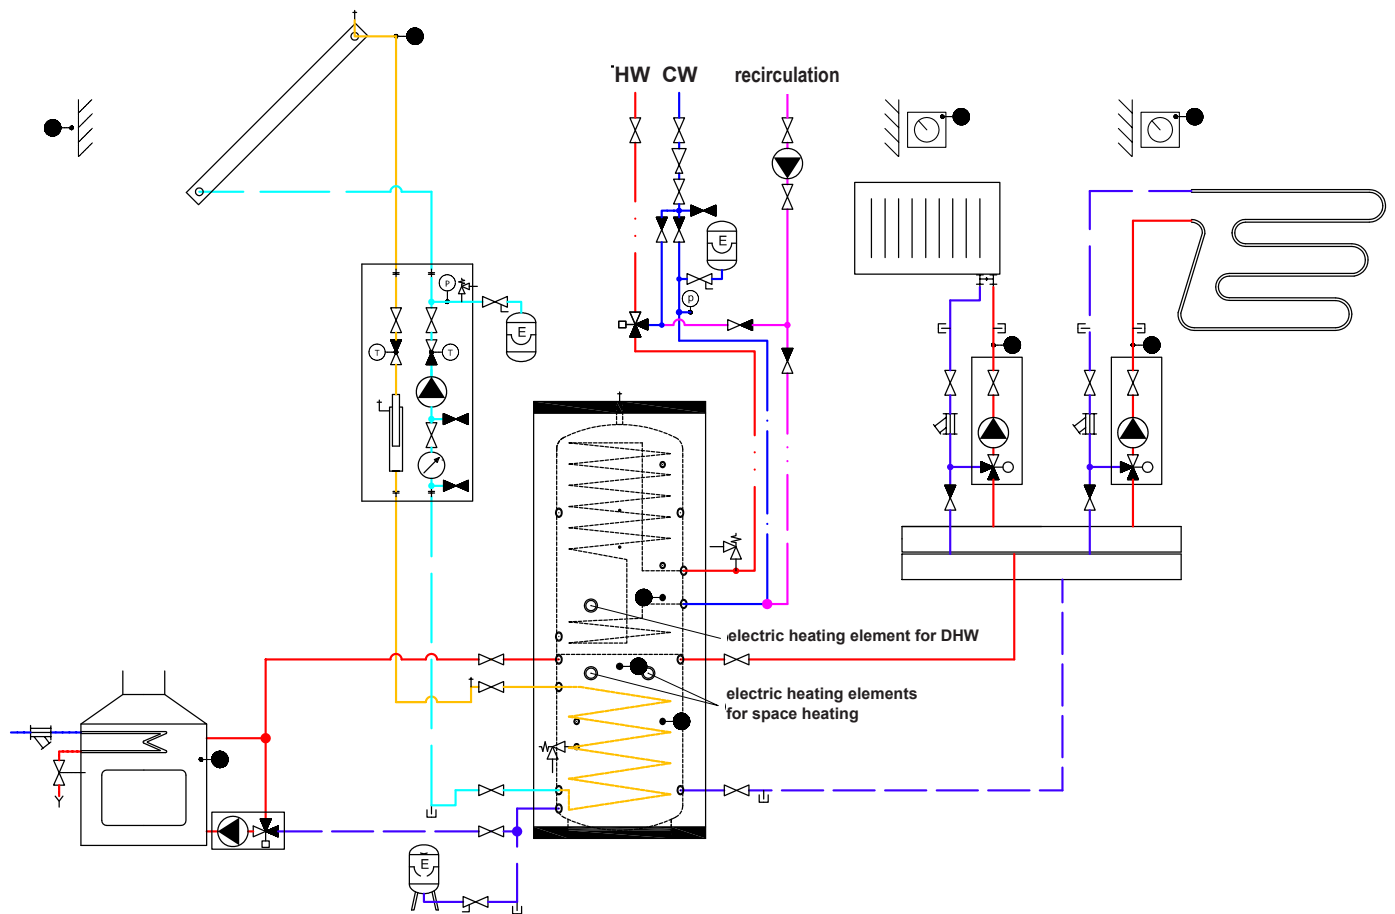 HW CW recirculation
E
P
E
p
T
T
electric heating element for DHW
electric heating elements
for space heating
E